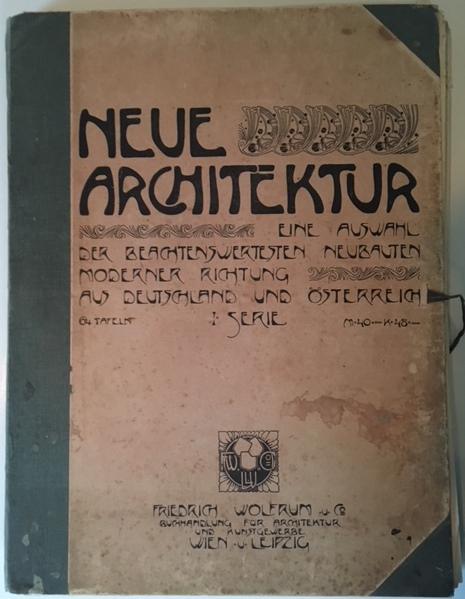 NEUE
ARCHITEKTUR
EINE AUSWAHL
DER BEACHTENSWERTESTEN NEUBAUTEN
MODERNER RICHTUNG
AUS DEUTSCHLAND UND ÖSTERREICH
64 TAFELN I. SERIE M. 40.— K. 48.—
FRIEDRICH WOLFRUM u. Co
BUCHHANDLUNG FÜR ARCHITEKTUR
UND KUNSTGEWERBE
WIEN u. LEIPZIG